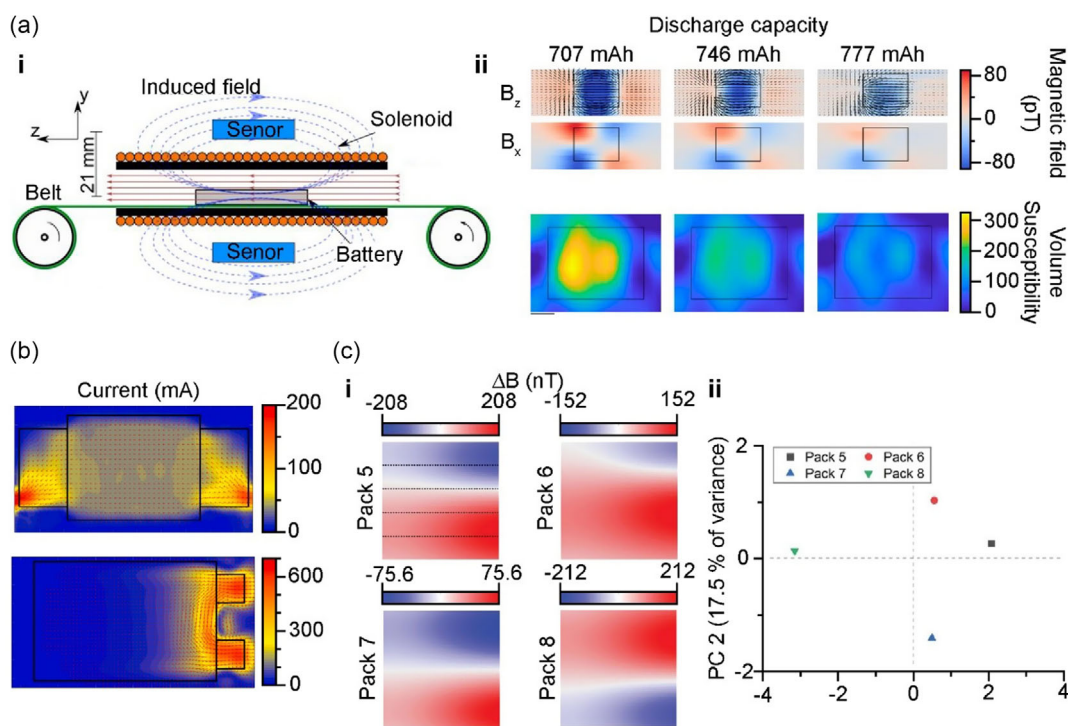 (a)
i
Induced field
Senor
Solenoid
y
z
21 mm
Belt
Battery
Senor
ii
Discharge capacity
707 mAh 746 mAh 777 mAh
Bz
Bx
80
0
-80
Magnetic field
(pT)
300
200
100
0
Volume
Susceptibility
(b)
Current (mA)
200
100
0
600
300
0
(c)
i
ΔB (nT)
-208 208
-152 152
Pack 5
Pack 6
-75.6 75.6
-212 212
Pack 7
Pack 8
ii
PC 2 (17.5 % of variance)
2
0
-2
Pack 5 Pack 6
Pack 7 Pack 8
-4 -2 0 2 4